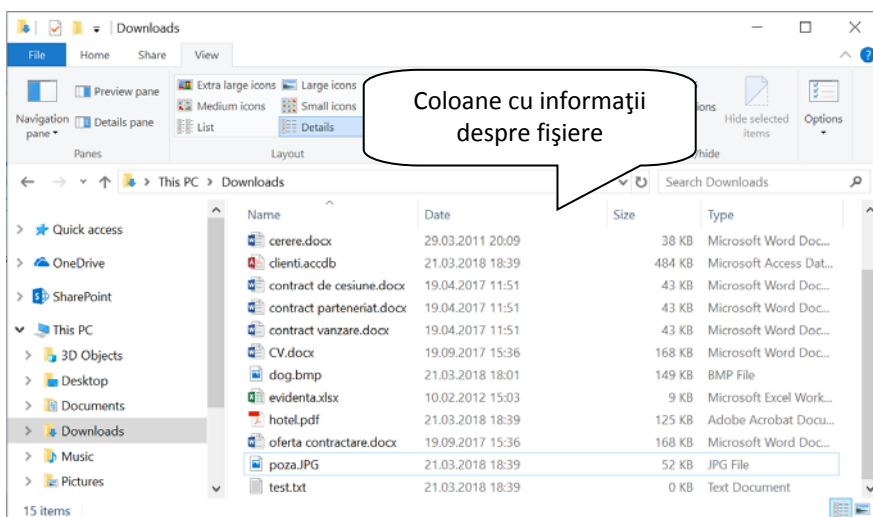 Downloads
File Home Share View
Navigation pane
Preview pane
Details pane
Panes
Extra large icons Large icons
Medium icons Small icons
List Details
Layout
Coloane cu informaţii
despre fişiere
Hide selected
items
Options
This PC Downloads
Search Downloads
Quick access
OneDrive
SharePoint
This PC
3D Objects
Desktop
Documents
Downloads
Music
Pictures
Name Date Size Type
cerere.docx 29.03.2011 20:09 38 KB Microsoft Word Doc...
clienti.accdb 21.03.2018 18:39 484 KB Microsoft Access Dat...
contract de cesiune.docx 19.04.2017 11:51 43 KB Microsoft Word Doc...
contract parteneriat.docx 19.04.2017 11:51 43 KB Microsoft Word Doc...
contract vanzare.docx 19.04.2017 11:51 43 KB Microsoft Word Doc...
CV.docx 19.09.2017 15:36 168 KB Microsoft Word Doc...
dog.bmp 21.03.2018 18:01 149 KB BMP File
evidenta.xlsx 10.02.2012 15:03 9 KB Microsoft Excel Work...
hotel.pdf 21.03.2018 18:39 125 KB Adobe Acrobat Docu...
oferta contractare.docx 19.09.2017 15:36 168 KB Microsoft Word Doc...
poza.JPG 21.03.2018 18:39 52 KB JPG File
test.txt 21.03.2018 18:39 0 KB Text Document
15 items